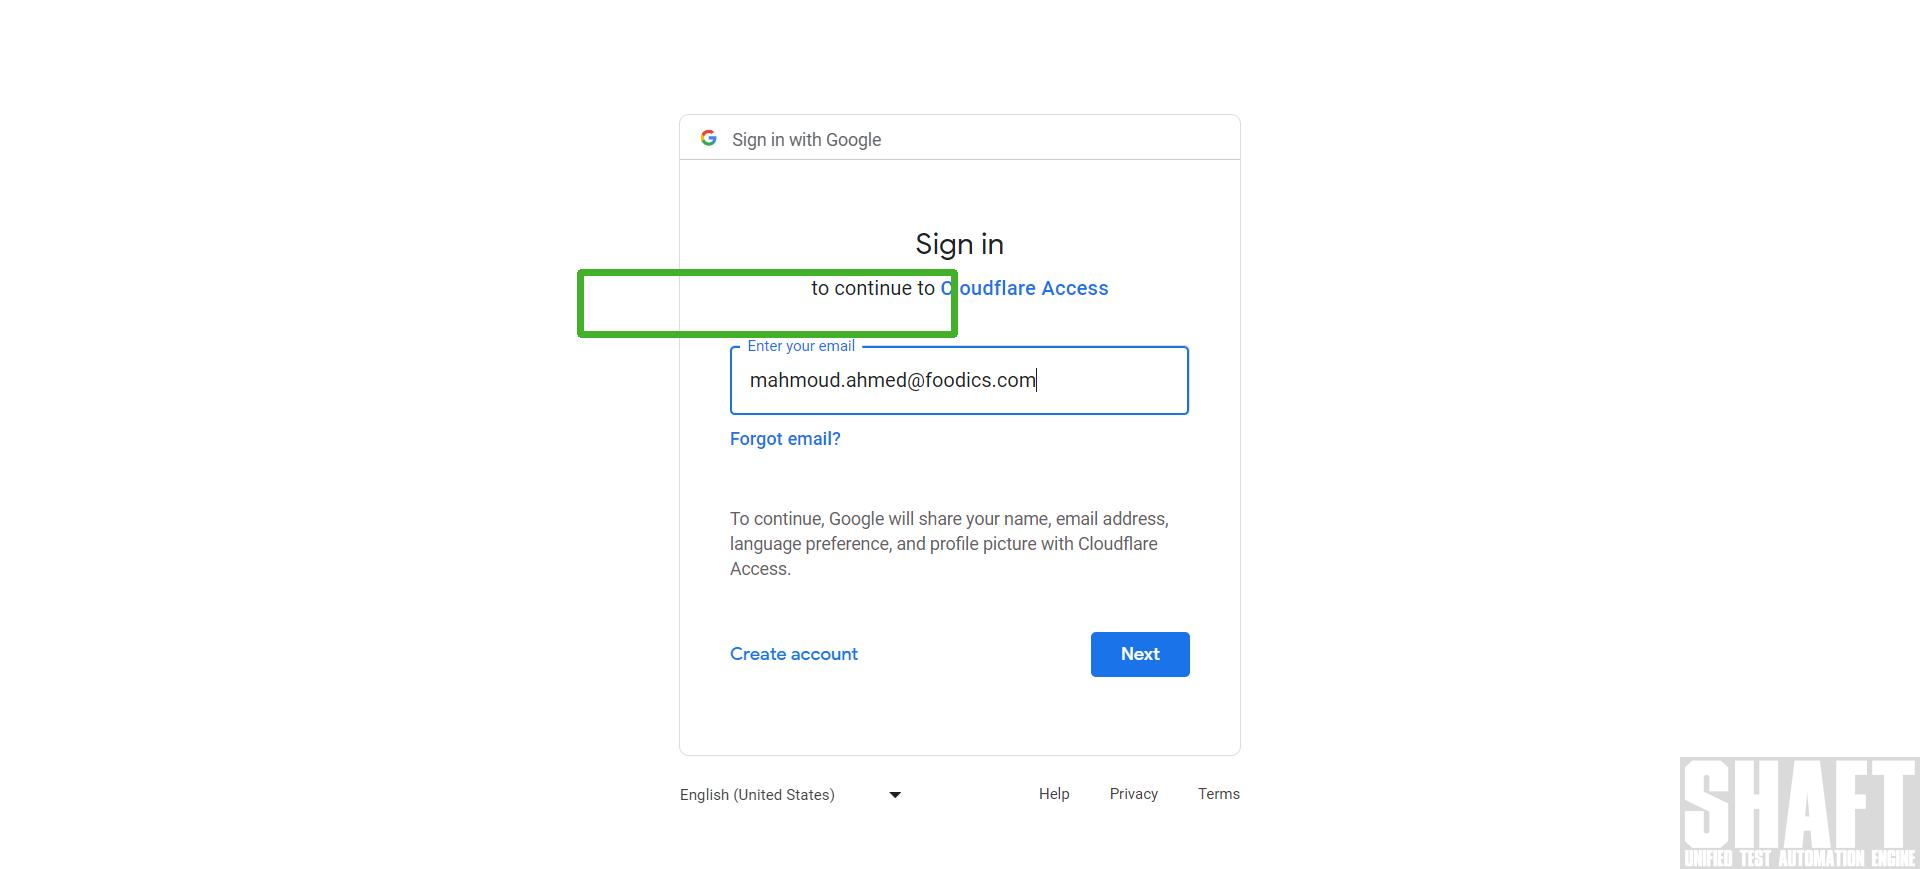 Sign in with Google
Sign in
to continue to Cloudflare Access
Enter your email
mahmoud.ahmed@foodics.com
Forgot email?
To continue, Google will share your name, email address,
language preference, and profile picture with Cloudflare
Access.
Create account
Next
English (United States)
Help
Privacy
Terms
SHAFT
UNIFIED TEST AUTOMATION ENGINE